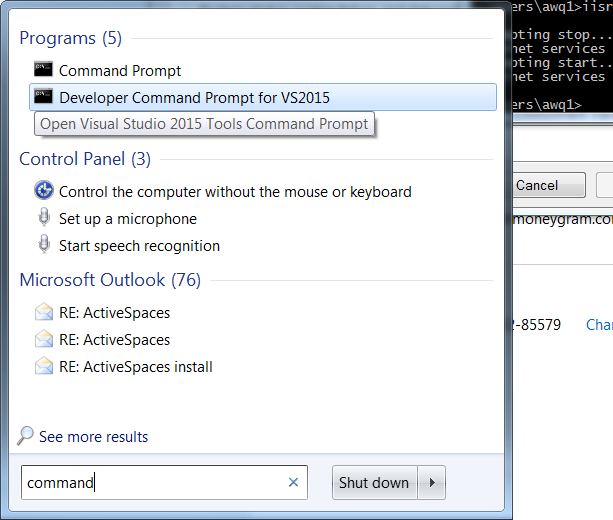 Programs (5)
Command Prompt
Developer Command Prompt for VS2015
Open Visual Studio 2015 Tools Command Prompt
Control Panel (3)
Control the computer without the mouse or keyboard
Set up a microphone
Start speech recognition
Microsoft Outlook (76)
RE: ActiveSpaces
RE: ActiveSpaces
RE: ActiveSpaces install
See more results
command
Shut down
ers\awq1>iisr
pting stop...
net services
pting start..
net services
ers\awq1>
Cancel
moneygram.co
2-85579 Cha